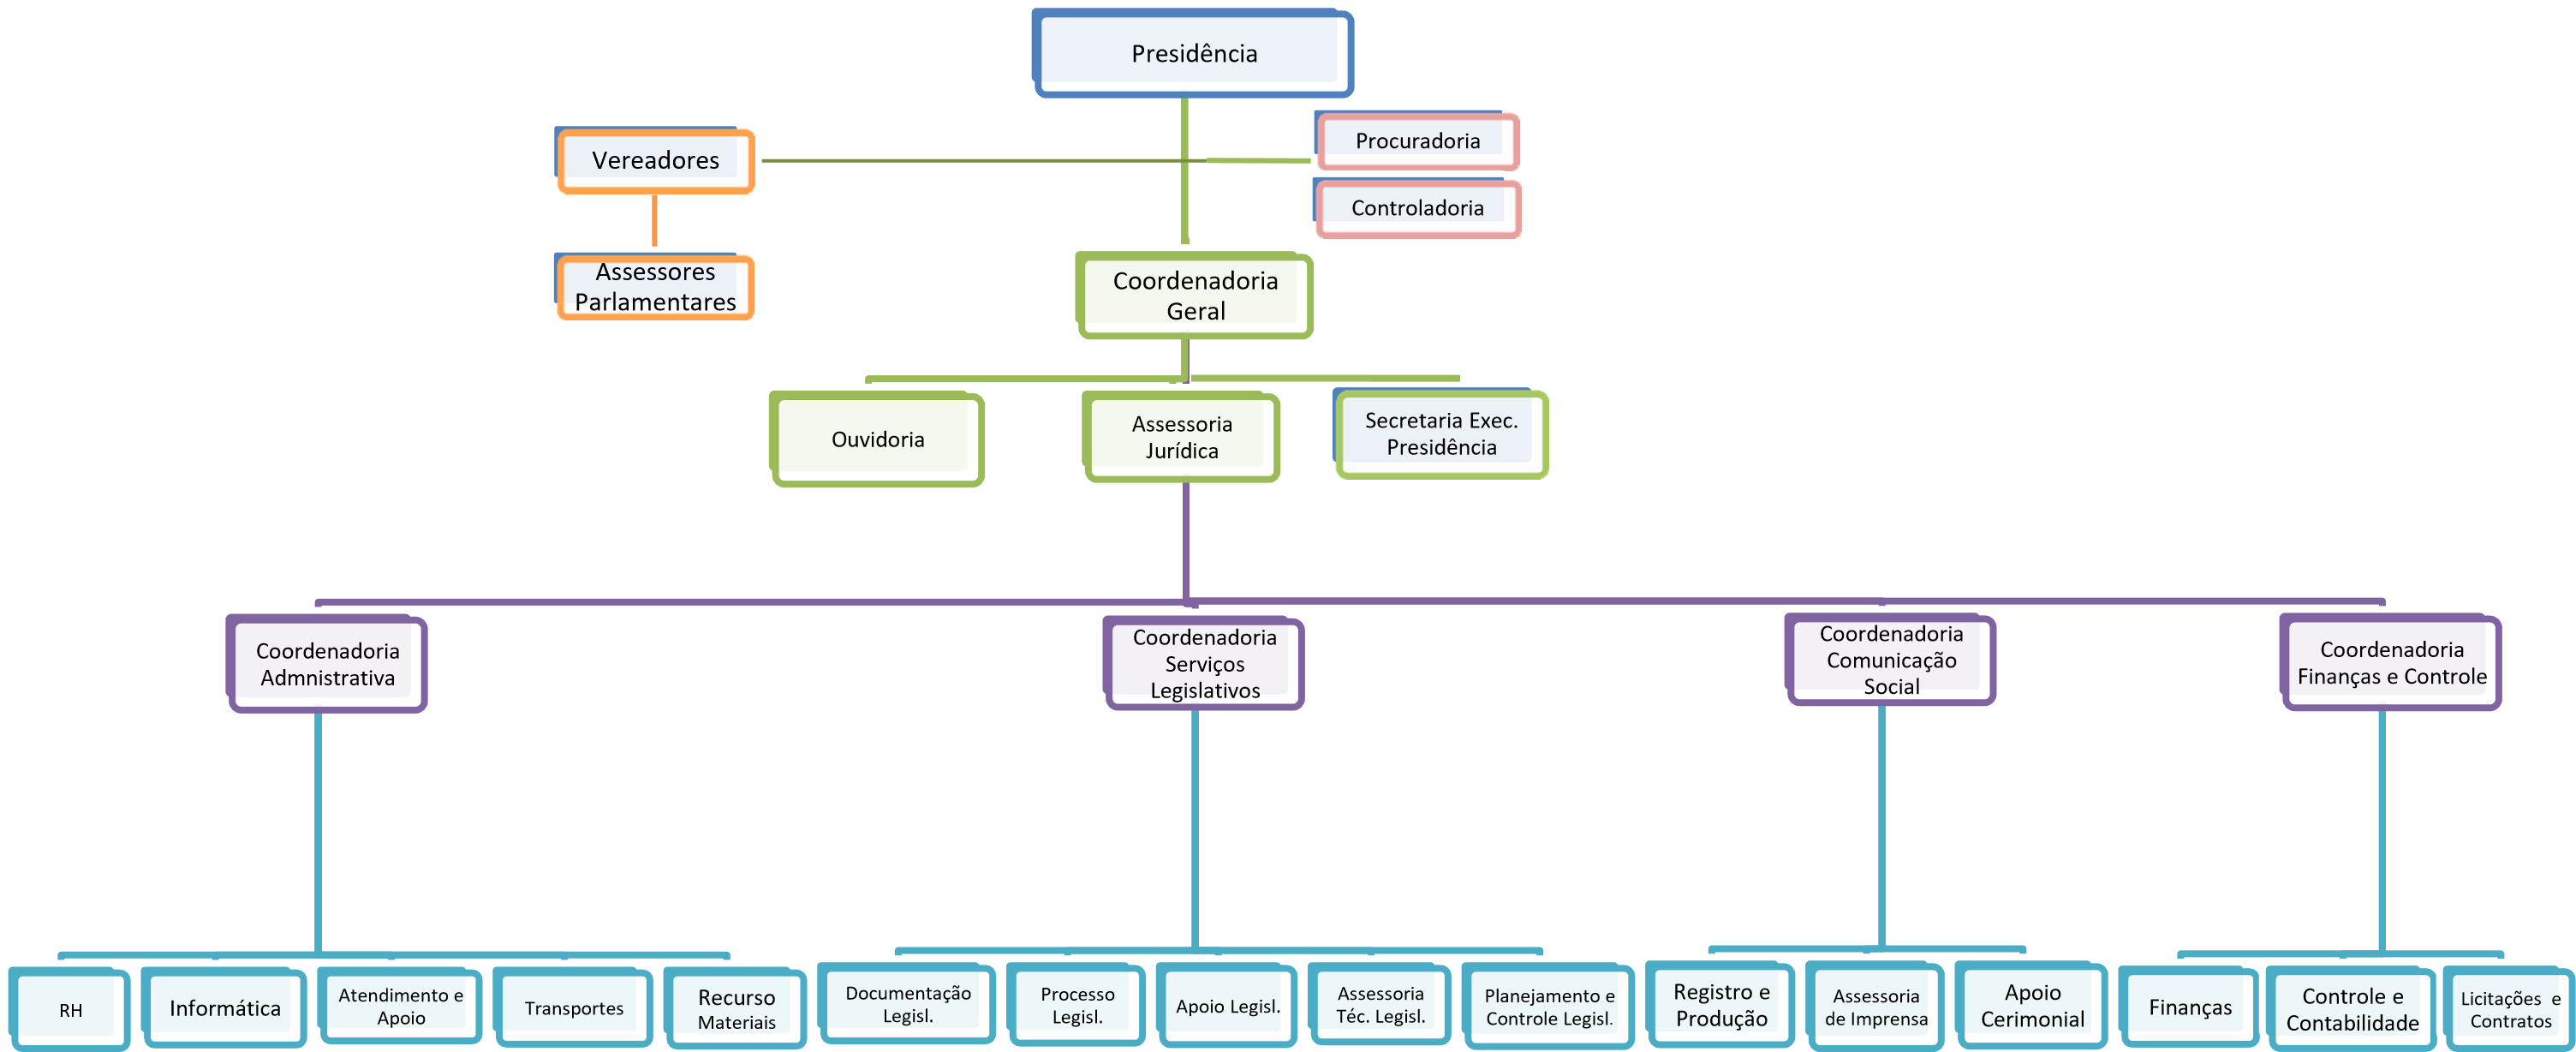 Presidência
Vereadores
Procuradoria
Controladoria
Assessores
Parlamentares
Coordenadoria
Geral
Ouvidoria
Assessoria
Jurídica
Secretaria Exec.
Presidência
Coordenadoria
Admnistrativa
Coordenadoria
Serviços
Legislativos
Coordenadoria
Comunicação
Social
Coordenadoria
Finanças e Controle
RH
Informática
Atendimento e
Apoio
Transportes
Recurso
Materiais
Documentação
Legisl.
Processo
Legisl.
Apoio Legisl.
Assessoria
Téc. Legisl.
Planejamento e
Controle Legisl.
Registro e
Produção
Assessoria
de Imprensa
Apoio
Cerimonial
Finanças
Controle e
Contabilidade
Licitações e
Contratos